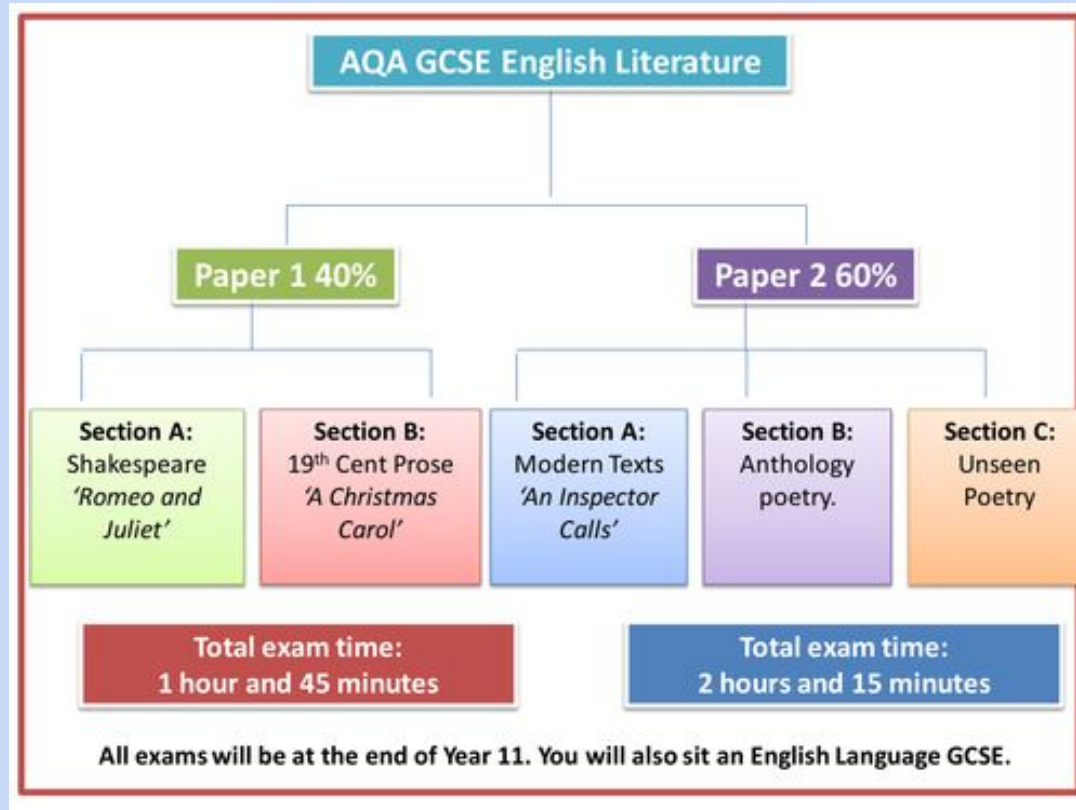 AQA GCSE English Literature
Paper 1 40%
Paper 2 60%
Section A:
Shakespeare
‘Romeo and
Juliet’
Section B:
19th Cent Prose
‘A Christmas
Carol’
Section A:
Modern Texts
‘An Inspector
Calls’
Section B:
Anthology
poetry.
Section C:
Unseen
Poetry
Total exam time:
1 hour and 45 minutes
Total exam time:
2 hours and 15 minutes
All exams will be at the end of Year 11. You will also sit an English Language GCSE.